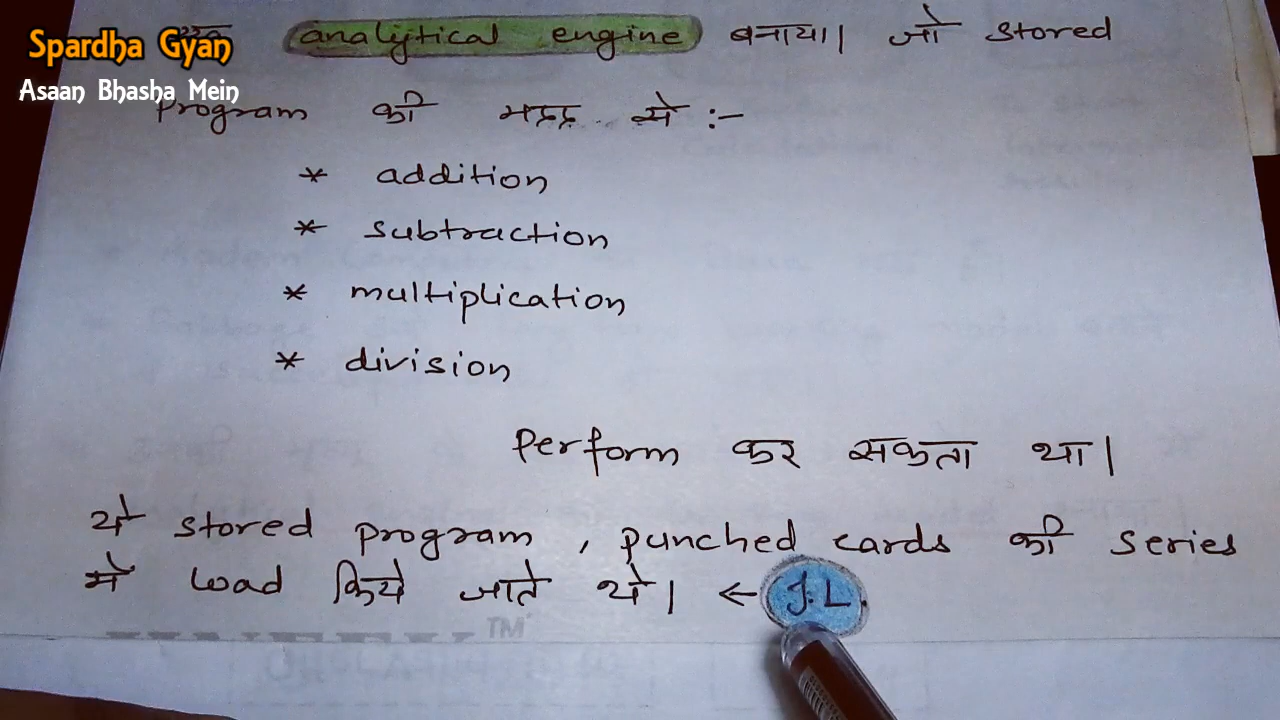 Spardha Gyan
Asaan Bhasha Mein
analytical engine बनाया। जो stored
Program की मदद से :-
* addition
* subtraction
* multiplication
* division
Perform कर सकता था।
ये stored program, punched cards की series
में load किये जाते थे। ← J.L.
TM